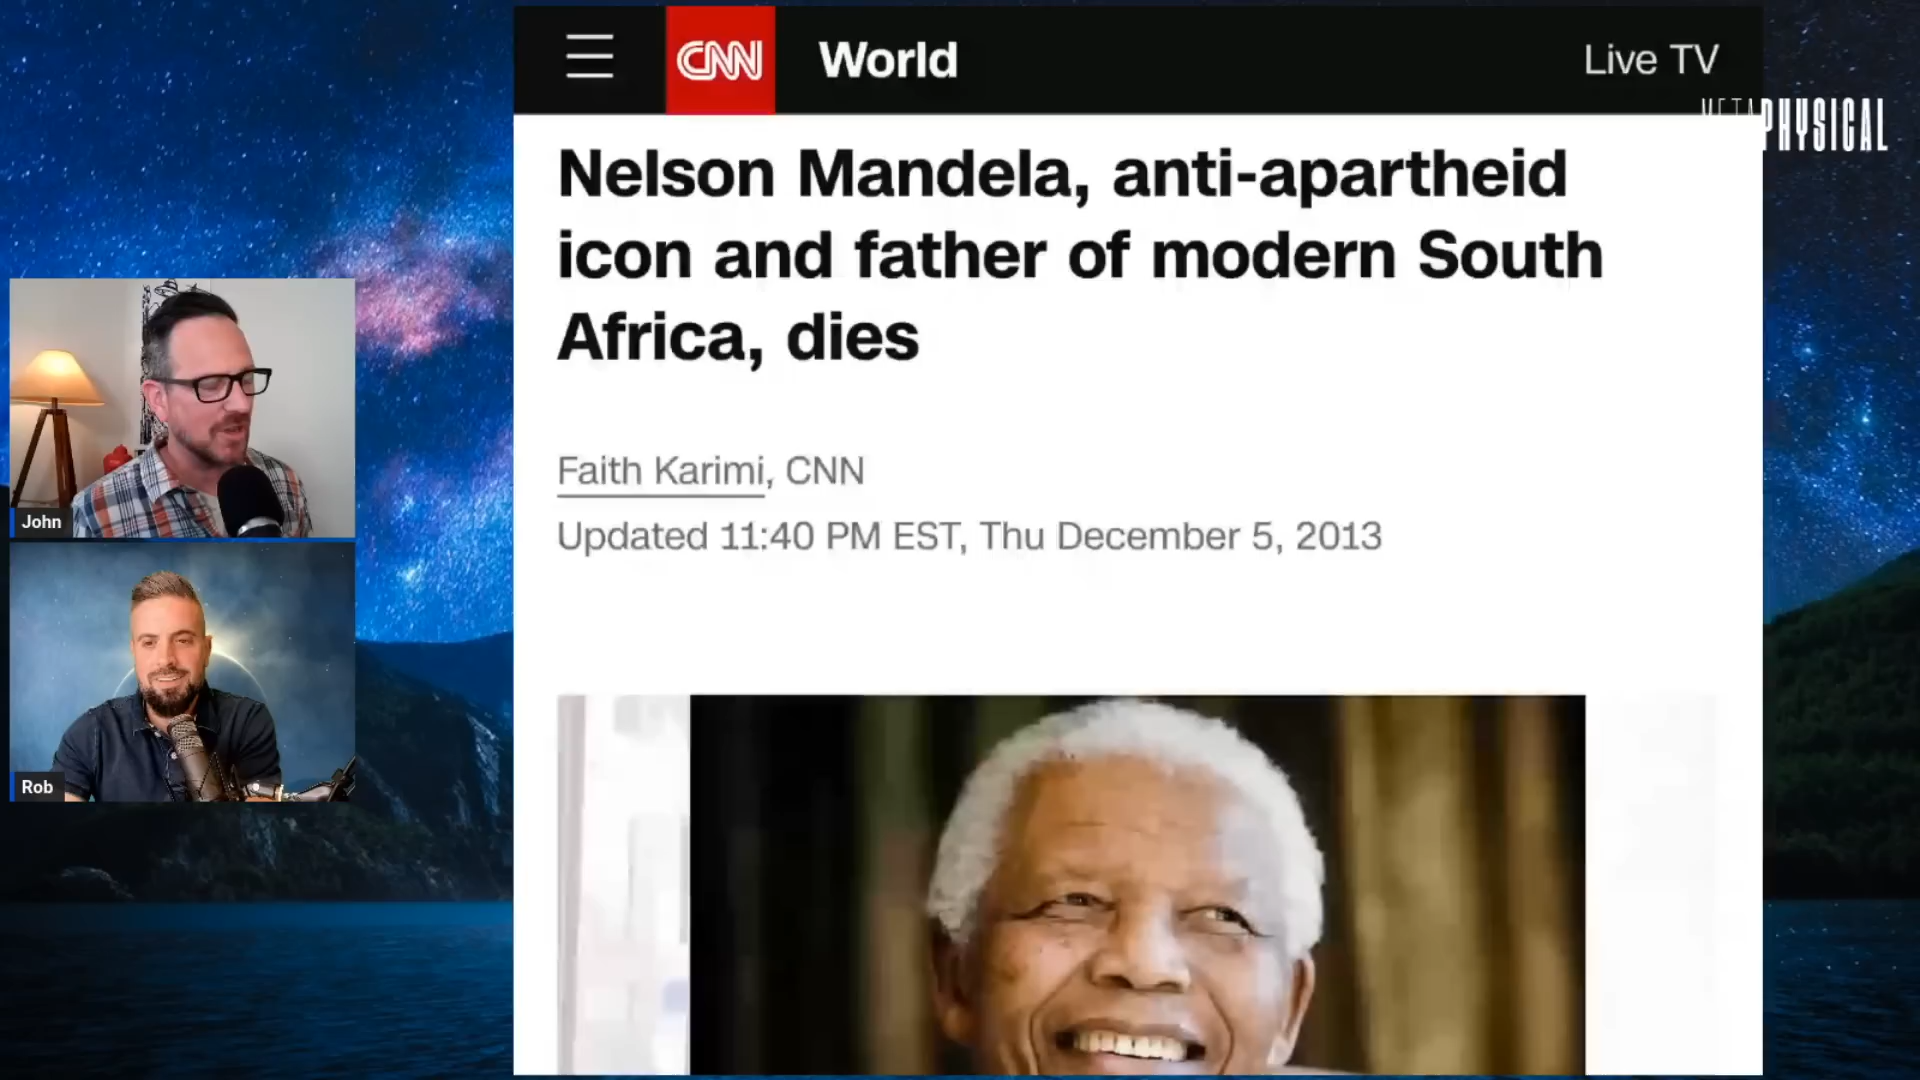 CNN World Live TV
METAPHYSICAL
Nelson Mandela, anti-apartheid
icon and father of modern South
Africa, dies
Faith Karimi, CNN
Updated 11:40 PM EST, Thu December 5, 2013
John
Rob